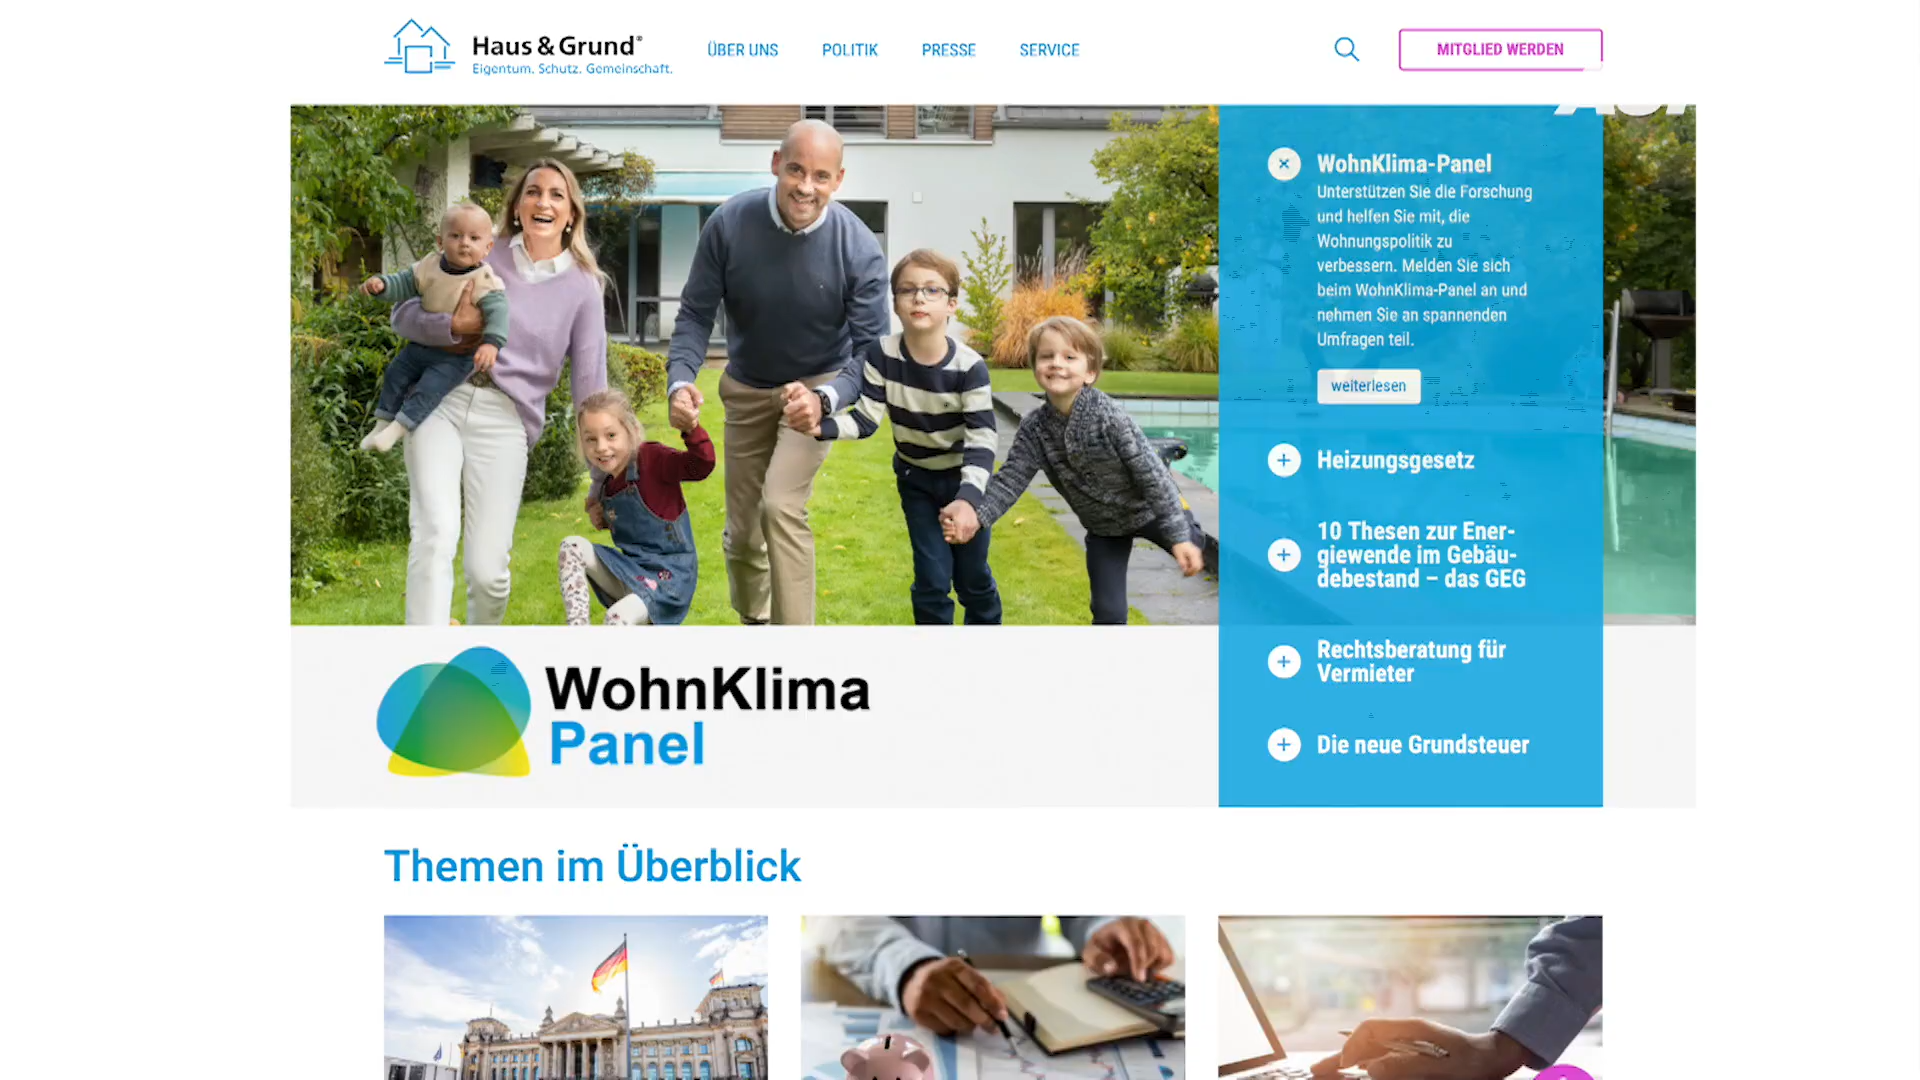 Haus & Grund®
Eigentum. Schutz. Gemeinschaft.
ÜBER UNS
POLITIK
PRESSE
SERVICE
MITGLIED WERDEN
WohnKlima-Panel
Unterstützen Sie die Forschung
und helfen Sie mit, die
Wohnungspolitik zu
verbessern. Melden Sie sich
beim WohnKlima-Panel an und
nehmen Sie an spannenden
Umfragen teil.
weiterlesen
Heizungsgesetz
10 Thesen zur Ener-
giewende im Gebäu-
debestand – das GEG
Rechtsberatung für
Vermieter
Die neue Grundsteuer
WohnKlima
Panel
Themen im Überblick